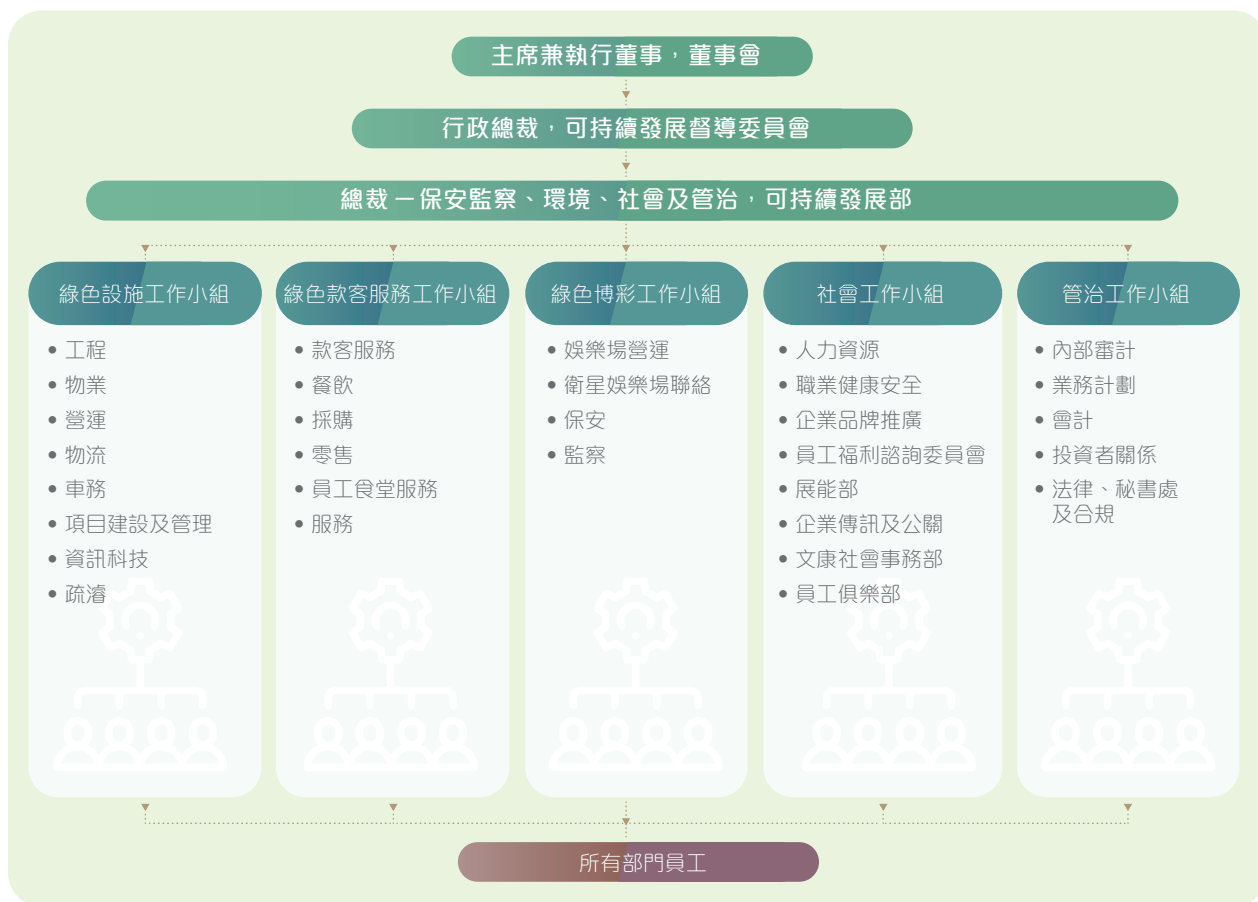 主席兼執行董事，董事會
行政總裁，可持續發展督導委員會
總裁 — 保安監察、環境、社會及管治，可持續發展部
綠色設施工作小組
• 工程
• 物業
• 營運
• 物流
• 車務
• 項目建設及管理
• 資訊科技
• 疏濬
綠色款客服務工作小組
• 款客服務
• 餐飲
• 採購
• 零售
• 員工食堂服務
• 服務
綠色博彩工作小組
• 娛樂場營運
• 衛星娛樂場聯絡
• 保安
• 監察
社會工作小組
• 人力資源
• 職業健康安全
• 企業品牌推廣
• 員工福利諮詢委員會
• 展能部
• 企業傳訊及公關
• 文康社會事務部
• 員工俱樂部
管治工作小組
• 內部審計
• 業務計劃
• 會計
• 投資者關係
• 法律、秘書處
及合規
所有部門員工